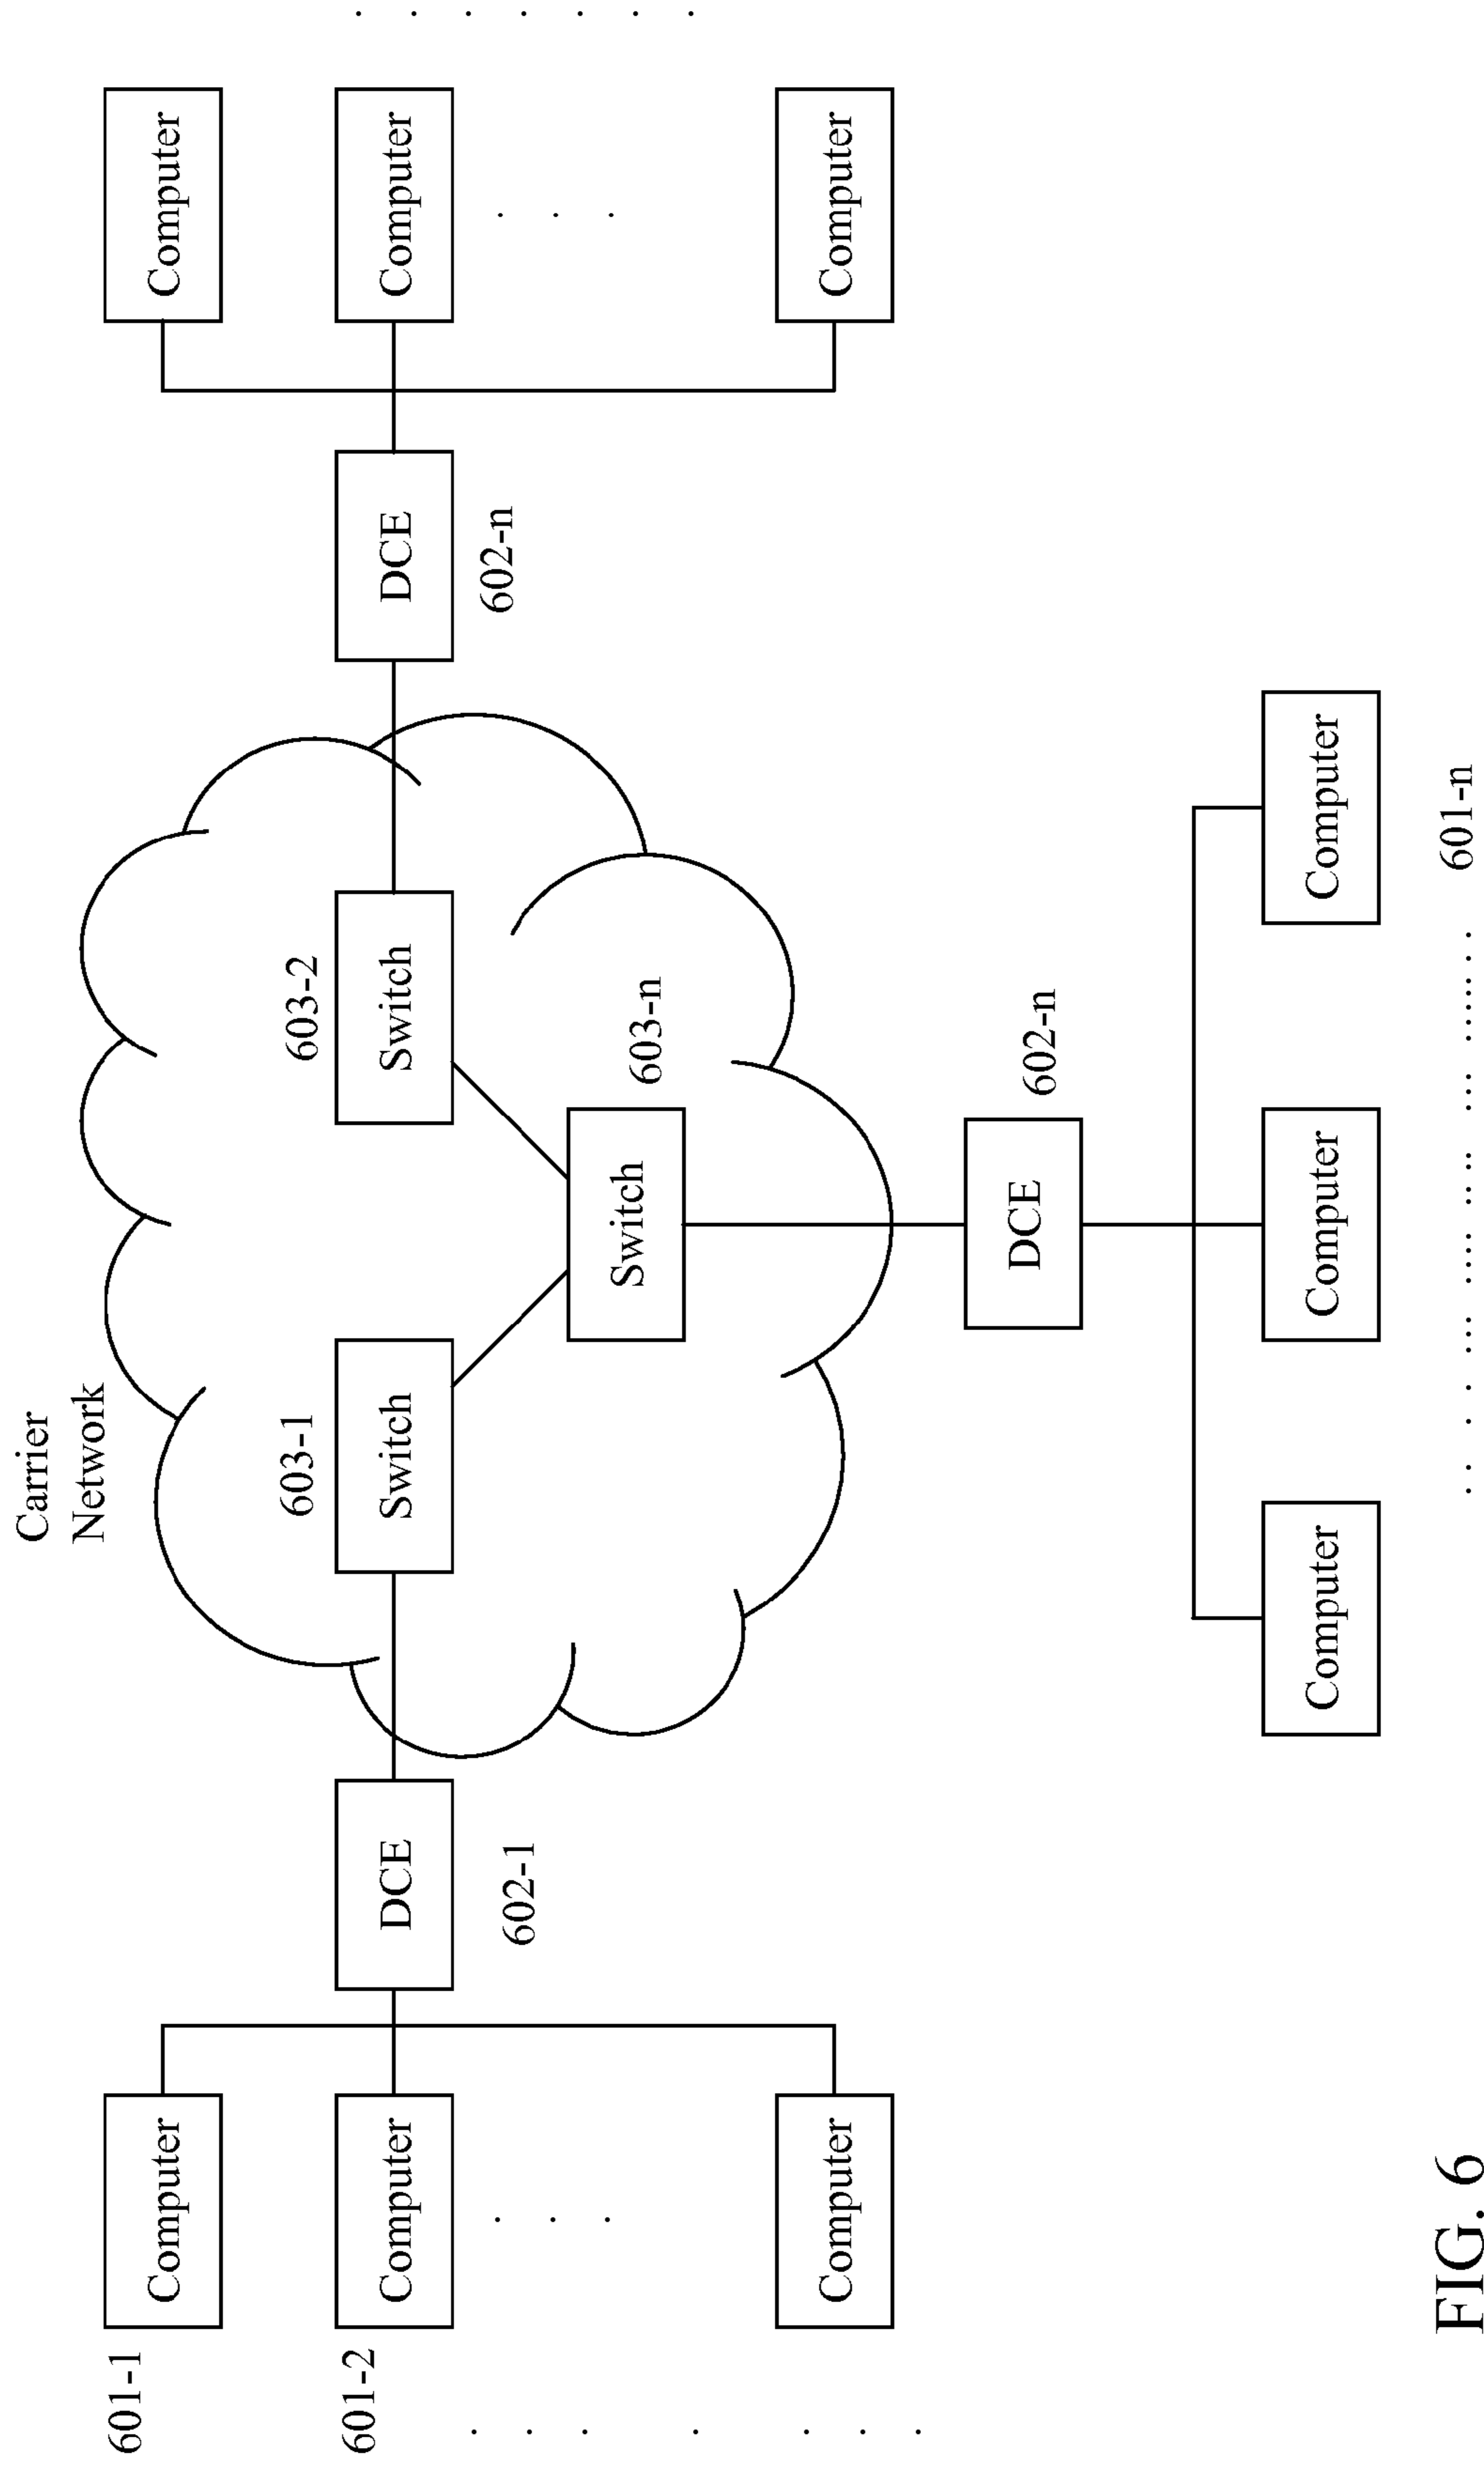 Carrier
Network
601-1
Computer
Computer
603-1
603-2
601-2
Computer
DCE
Switch
Switch
DCE
Computer
602-1
602-n
Switch
603-n
Computer
Computer
DCE
602-n
Computer
Computer
Computer
601-n
FIG. 6